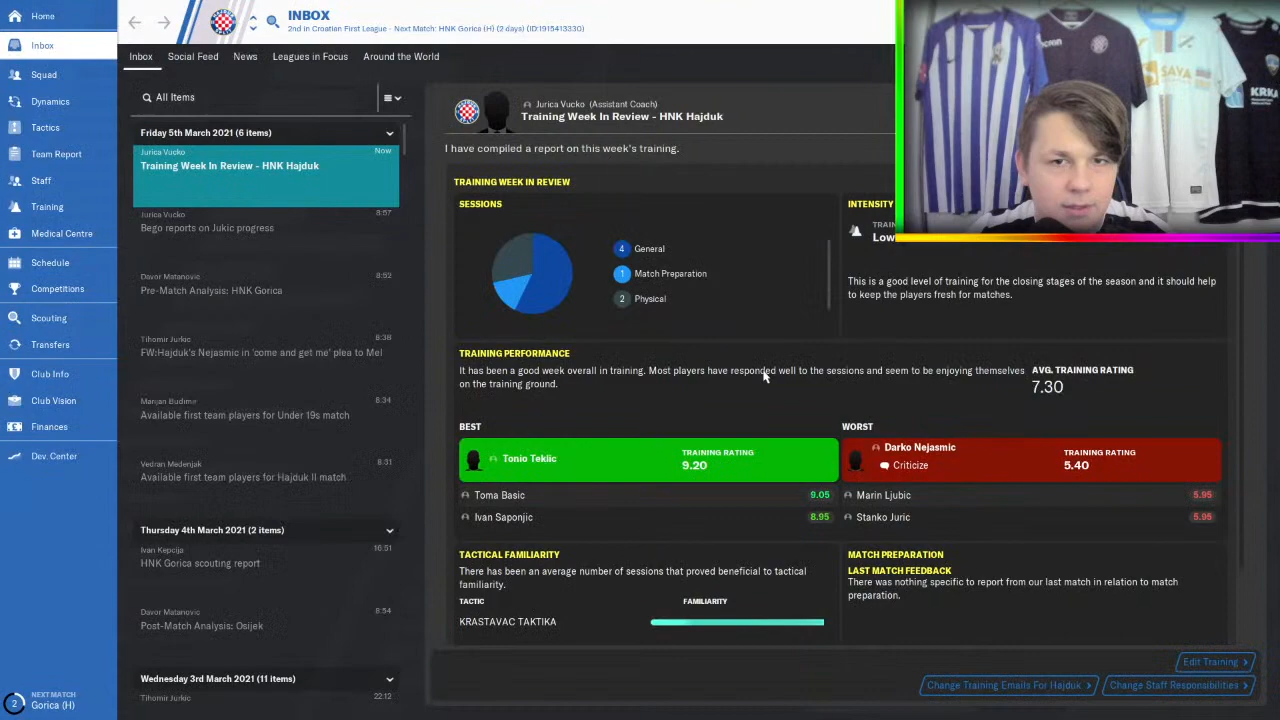 Home
Inbox
Squad
Dynamics
Tactics
Team Report
Staff
Training
Medical Centre
Schedule
Competitions
Scouting
Transfers
Club Info
Club Vision
Finances
Dev. Center
2
NEXT MATCH
Gorica (H)
INBOX
2nd in Croatian First League - Next Match: HNK Gorica (H) (2 days) (ID:1915413330)
Inbox
Social Feed
News
Leagues in Focus
Around the World
All Items
Friday 5th March 2021 (6 items)
Jurica Vucko
Now
Training Week In Review - HNK Hajduk
Jurica Vucko
8:57
Bego reports on Jukic progress
Davor Matanovic
8:52
Pre-Match Analysis: HNK Gorica
Tihomir Jurkic
8:38
FW:Hajduk's Nejasmic in 'come and get me' plea to Mel
Marijan Budimir
8:34
Available first team players for Under 19s match
Vedran Medenjak
8:31
Available first team players for Hajduk II match
Thursday 4th March 2021 (2 items)
Ivan Kepcija
16:51
HNK Gorica scouting report
Davor Matanovic
8:54
Post-Match Analysis: Osijek
Wednesday 3rd March 2021 (11 items)
Tihomir Jurkic
22:12
Jurica Vucko (Assistant Coach)
Training Week In Review - HNK Hajduk
I have compiled a report on this week's training.
TRAINING WEEK IN REVIEW
SESSIONS
4 General
1 Match Preparation
2 Physical
INTENSITY
TRAIN
Low
This is a good level of training for the closing stages of the season and it should help
to keep the players fresh for matches.
TRAINING PERFORMANCE
It has been a good week overall in training. Most players have responded well to the sessions and seem to be enjoying themselves
on the training ground.
AVG. TRAINING RATING
7.30
BEST
Tonio Teklic
TRAINING RATING
9.20
Toma Basic
9.05
Ivan Saponjic
8.95
WORST
Darko Nejasmic
Criticize
TRAINING RATING
5.40
Marin Ljubic
5.95
Stanko Juric
5.95
TACTICAL FAMILIARITY
There has been an average number of sessions that proved beneficial to tactical
familiarity.
TACTIC
FAMILIARITY
KRASTAVAC TAKTIKA
MATCH PREPARATION
LAST MATCH FEEDBACK
There was nothing specific to report from our last match in relation to match
preparation.
Edit Training
Change Training Emails For Hajduk
Change Staff Responsibilities
SAVA
KRKA